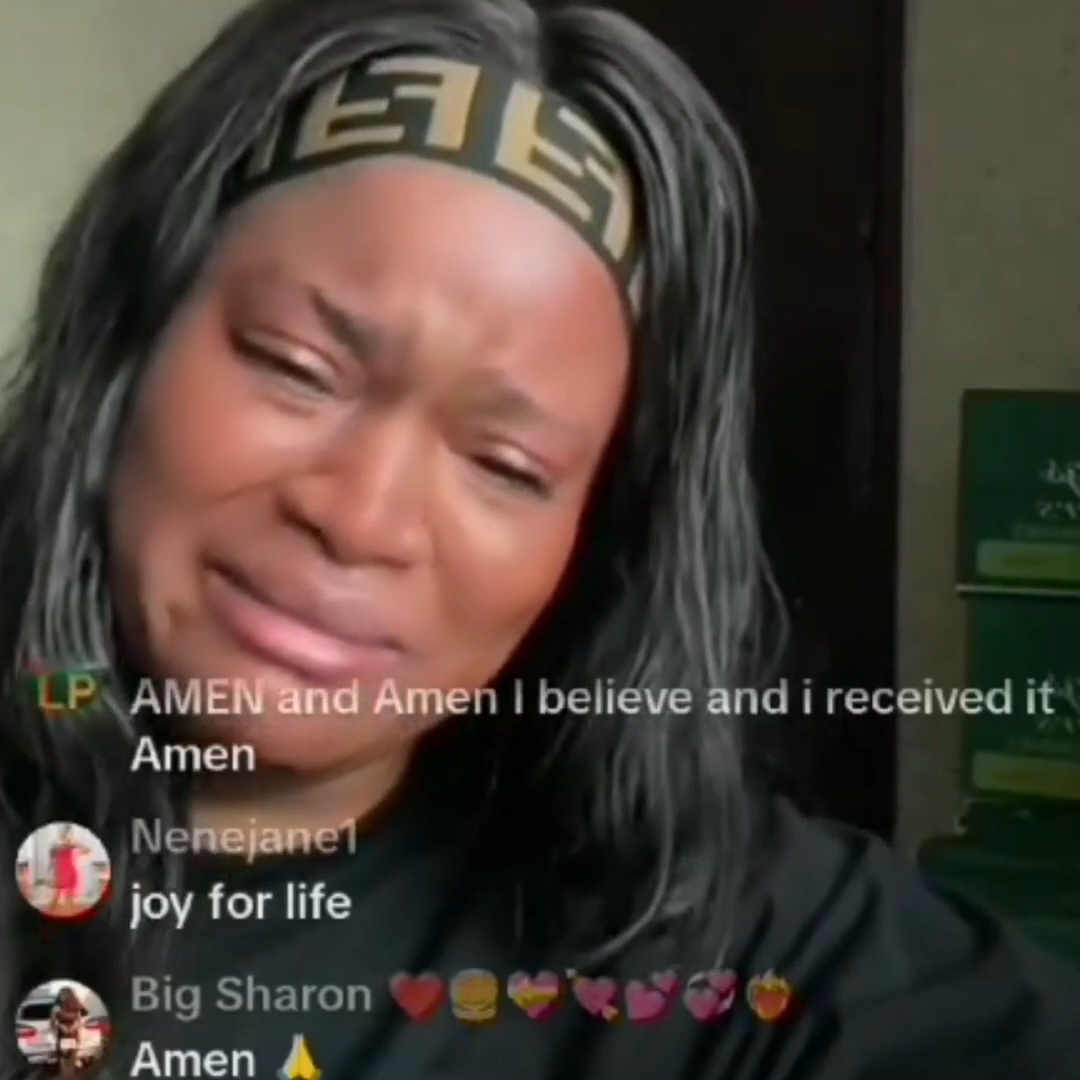 LP
AMEN and Amen I believe and i received it
Amen
Nenejane1
joy for life
Big Sharon ❤️🍔💝💘💕💞❤️‍🔥
Amen 🙏